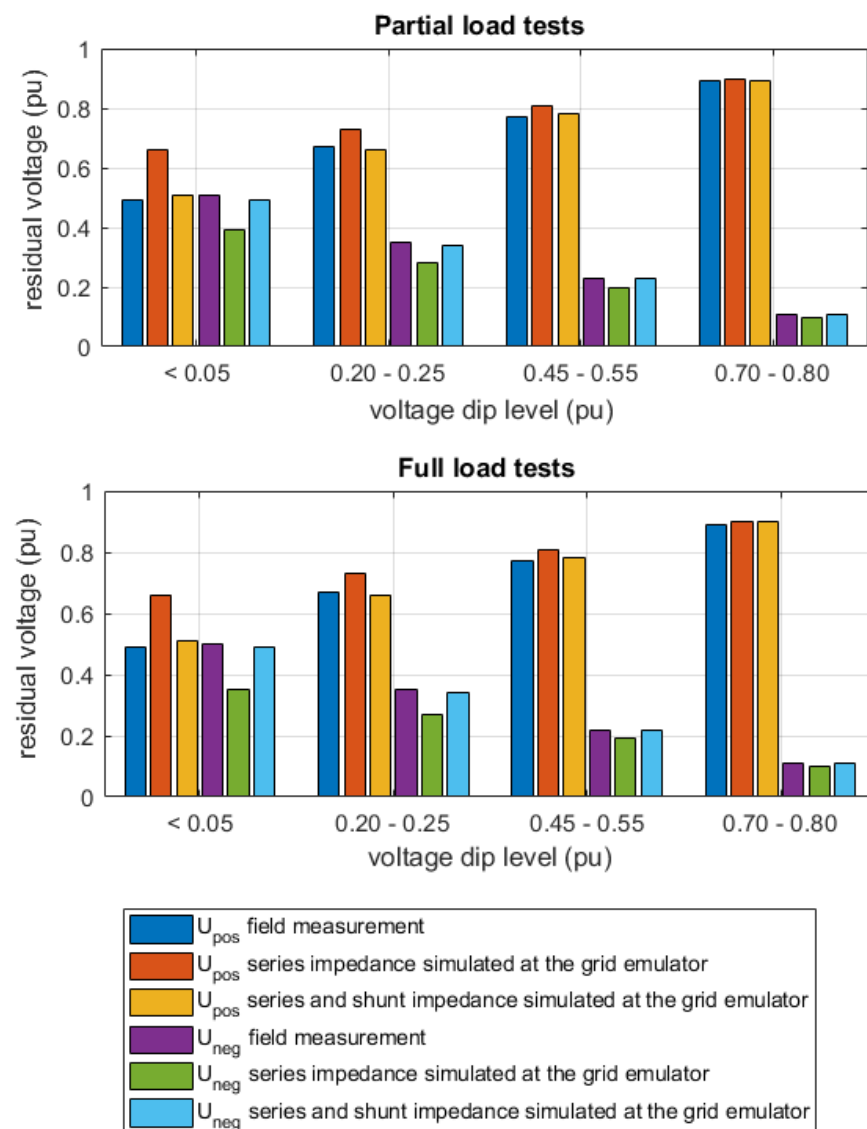 Partial load tests
1
0.8
0.6
0.4
0.2
0
residual voltage (pu)
< 0.05 0.20 - 0.25 0.45 - 0.55 0.70 - 0.80
voltage dip level (pu)
Full load tests
1
0.8
0.6
0.4
0.2
0
residual voltage (pu)
< 0.05 0.20 - 0.25 0.45 - 0.55 0.70 - 0.80
voltage dip level (pu)
Upos field measurement
Upos series impedance simulated at the grid emulator
Upos series and shunt impedance simulated at the grid emulator
Uneg field measurement
Uneg series impedance simulated at the grid emulator
Uneg series and shunt impedance simulated at the grid emulator